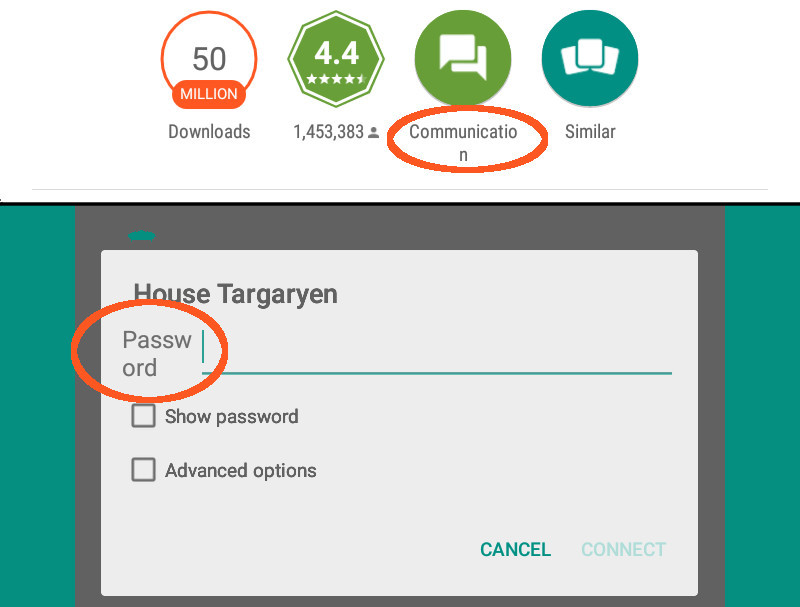 50
MILLION
4.4
Downloads
1,453,383
Communicatio
n
Similar
House Targaryen
Passw
ord
Show password
Advanced options
CANCEL
CONNECT